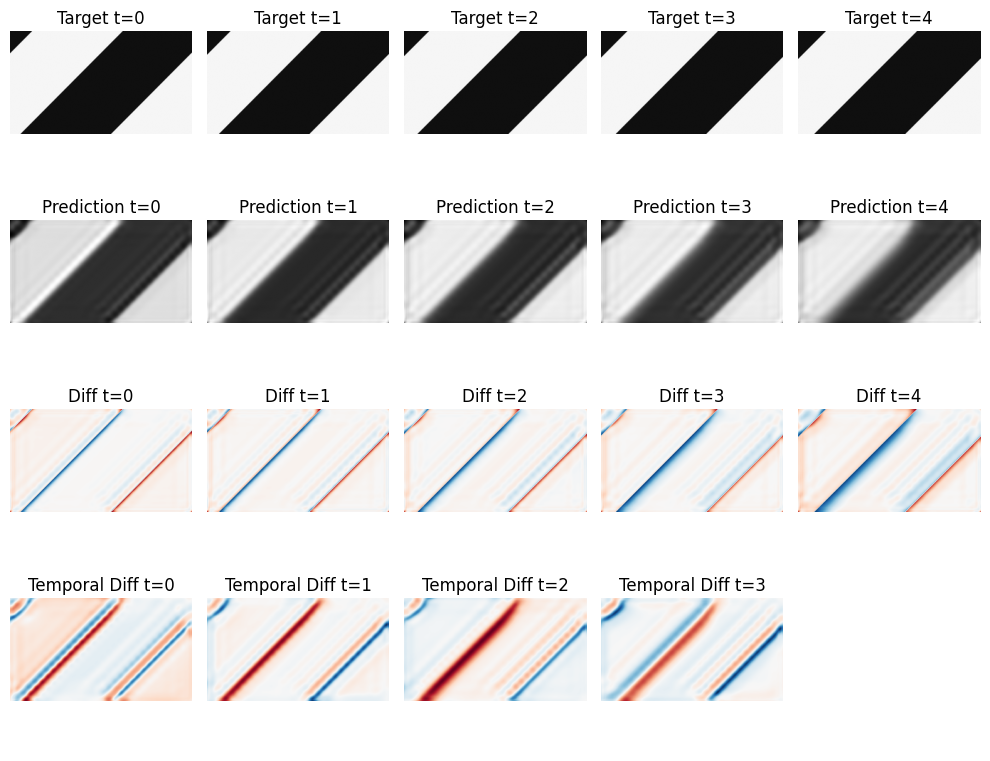 Target t=0 Target t=1 Target t=2 Target t=3 Target t=4
Prediction t=0 Prediction t=1 Prediction t=2 Prediction t=3 Prediction t=4
Diff t=0 Diff t=1 Diff t=2 Diff t=3 Diff t=4
Temporal Diff t=0 Temporal Diff t=1 Temporal Diff t=2 Temporal Diff t=3